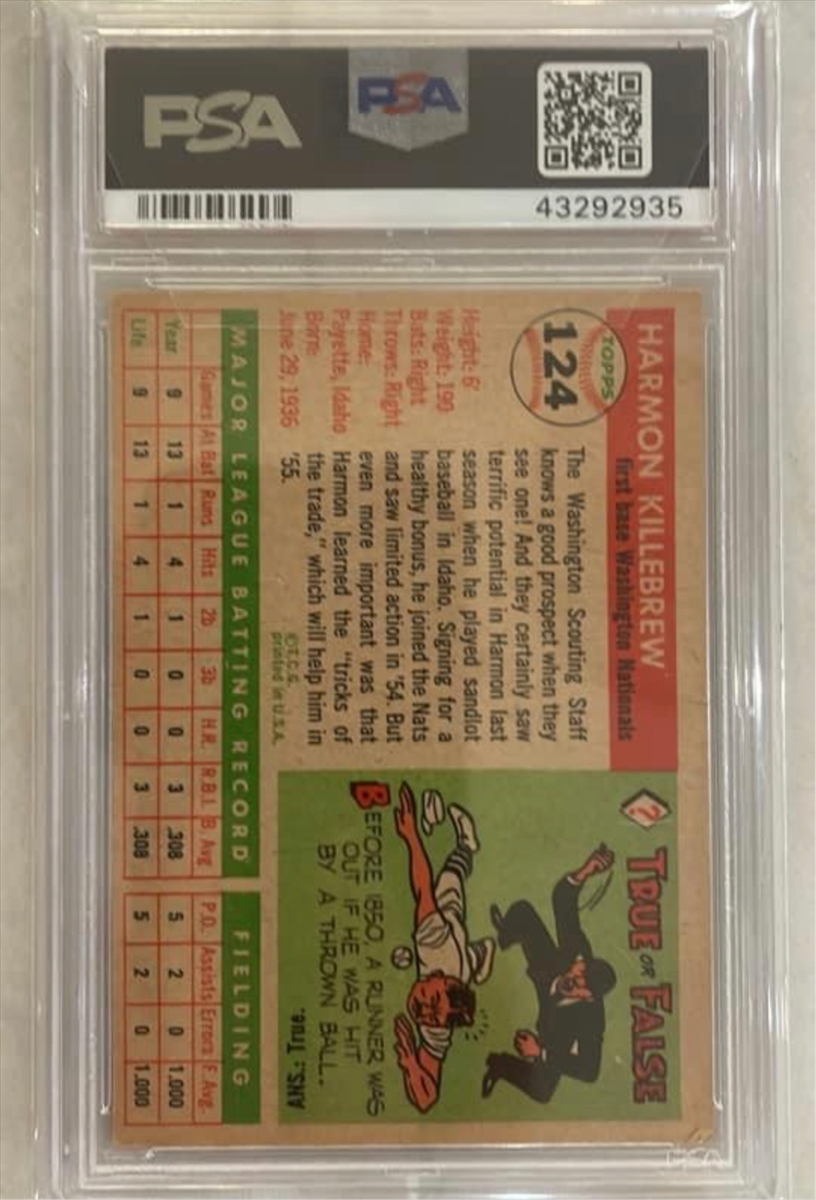 PSA
PSA
43292935
HARMON KILLEBREW
first base Washington Nationals
TOPPS
124
Height: 6'
Weight: 190
Bats: Right
Throws: Right
Home:
Payette, Idaho
Born:
June 29, 1936
The Washington Scouting Staff
knows a good prospect when they
see one! And they certainly saw
terrific potential in Harmon last
season when he played sandlot
baseball in Idaho. Signing for a
healthy bonus, he joined the Nats
and saw limited action in '54. But
even more important was that
Harmon learned the "tricks of
the trade," which will help him in
'55.
©T.C.G.
printed in U.S.A.
? TRUE OR FALSE
BEFORE 1850, A RUNNER WAS
OUT IF HE WAS HIT
BY A THROWN BALL.
ANS.: True.
MAJOR LEAGUE BATTING RECORD FIELDING
Games At Bat Runs Hits 2b 3b H.R. R.B.I. B. Avg P.O. Assists Errors F. Avg.
Year 9 13 1 4 1 0 0 3 .308 5 2 0 1.000
Life 9 13 1 4 1 0 0 3 .308 5 2 0 1.000